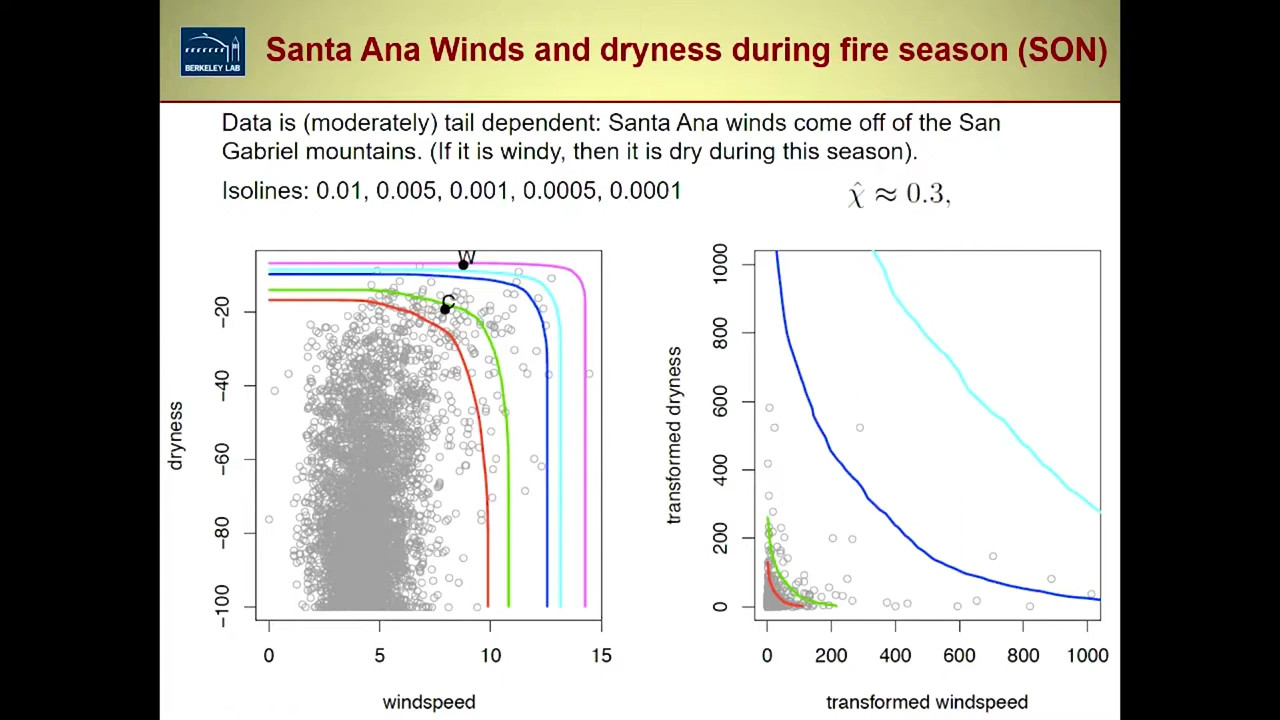 BERKELEY LAB
Santa Ana Winds and dryness during fire season (SON)
Data is (moderately) tail dependent: Santa Ana winds come off of the San
Gabriel mountains. (If it is windy, then it is dry during this season).
Isolines: 0.01, 0.005, 0.001, 0.0005, 0.0001
χ̂ ≈ 0.3,
W
C
dryness
−20
−40
−60
−80
−100
0 5 10 15
windspeed
transformed dryness
1000
800
600
400
200
0
0 200 400 600 800 1000
transformed windspeed